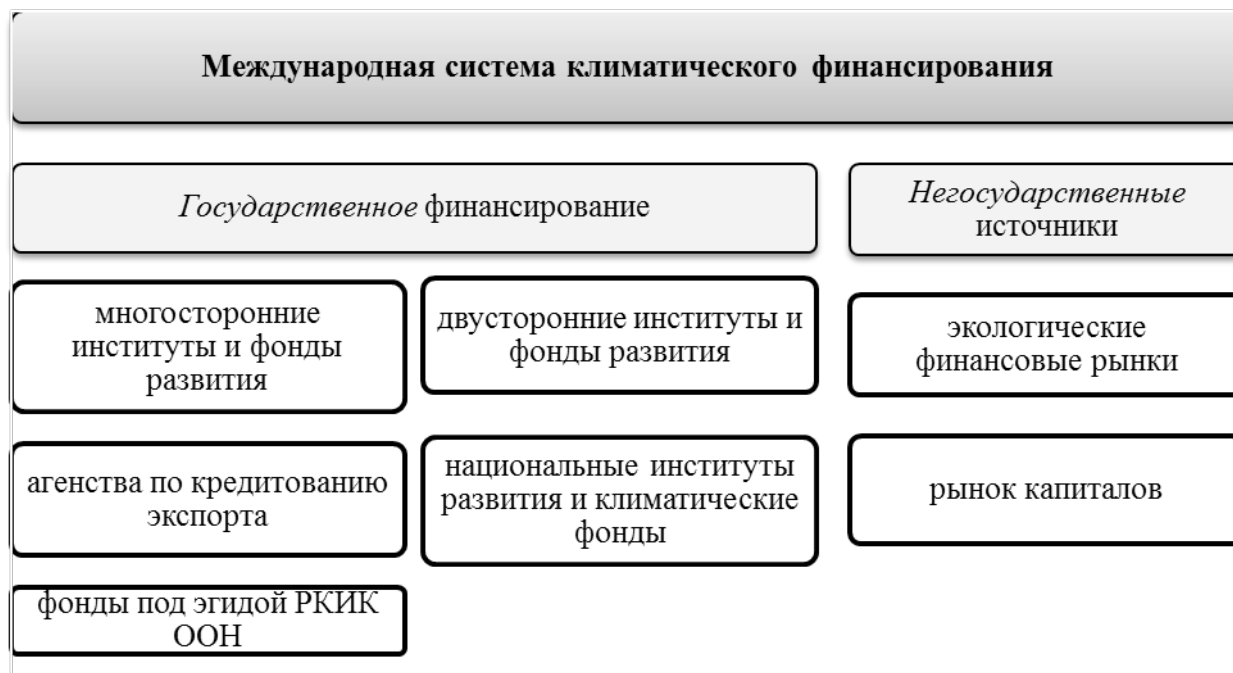 Международная система климатического финансирования
Государственное финансирование
Негосударственные
источники
многосторонние
институты и фонды
развития
двусторонние институты и
фонды развития
экологические
финансовые рынки
агенства по кредитованию
экспорта
национальные институты
развития и климатические
фонды
рынок капиталов
фонды под эгидой РКИК
ООН